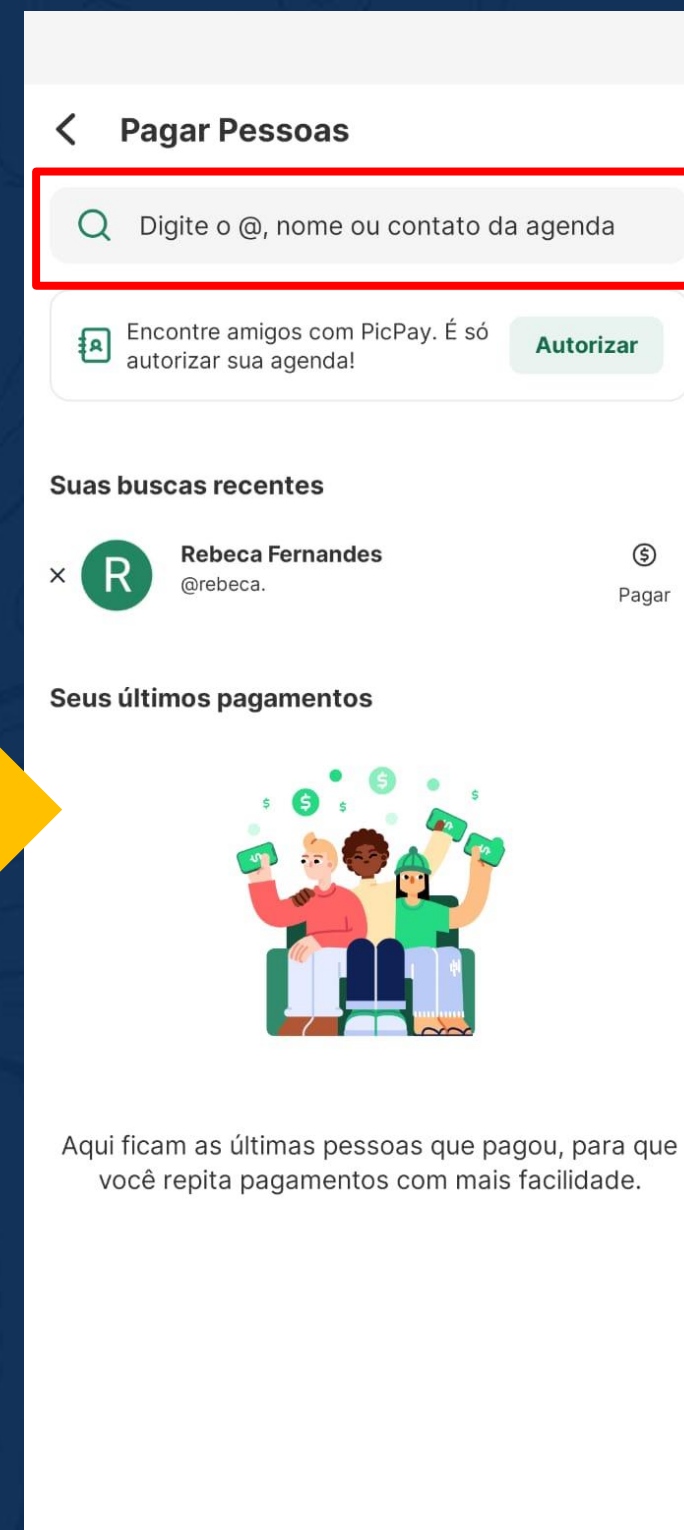 Pagar Pessoas
Digite o @, nome ou contato da agenda
Encontre amigos com PicPay. É só
autorizar sua agenda!
Autorizar
Suas buscas recentes
R
Rebeca Fernandes
@rebeca.
Pagar
Seus últimos pagamentos
Aqui ficam as últimas pessoas que pagou, para que
você repita pagamentos com mais facilidade.